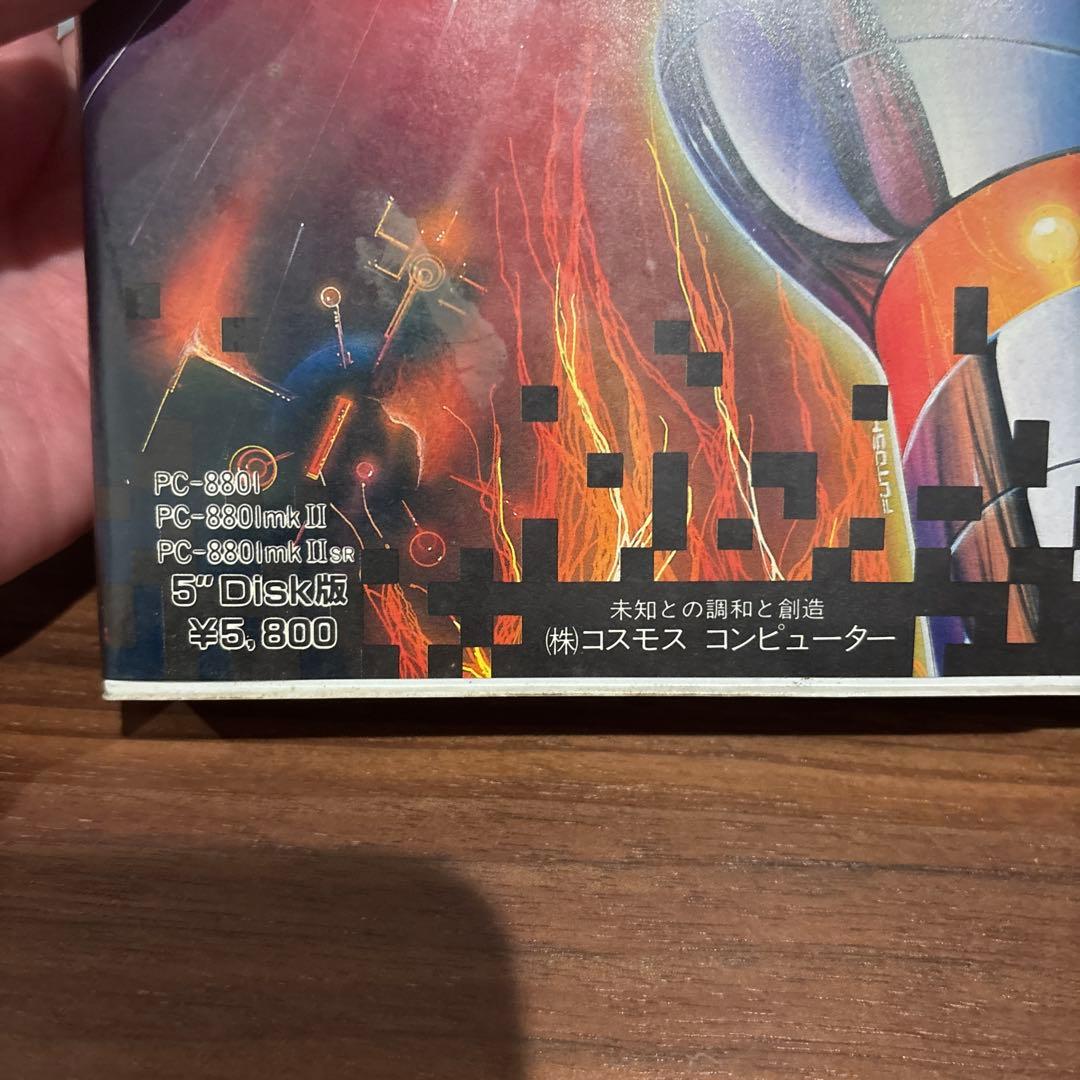 FUTOSH
PC-8801
PC-8801mkII
PC-8801mkIISR
5"Disk版
¥5,800
未知との調和と創造
(株)コスモス コンピューター